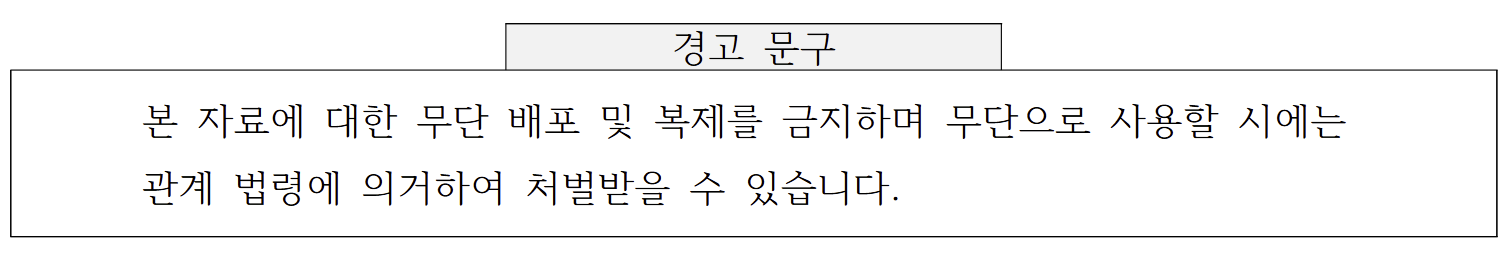 경고 문구
본 자료에 대한 무단 배포 및 복제를 금지하며 무단으로 사용할 시에는
관계 법령에 의거하여 처벌받을 수 있습니다.